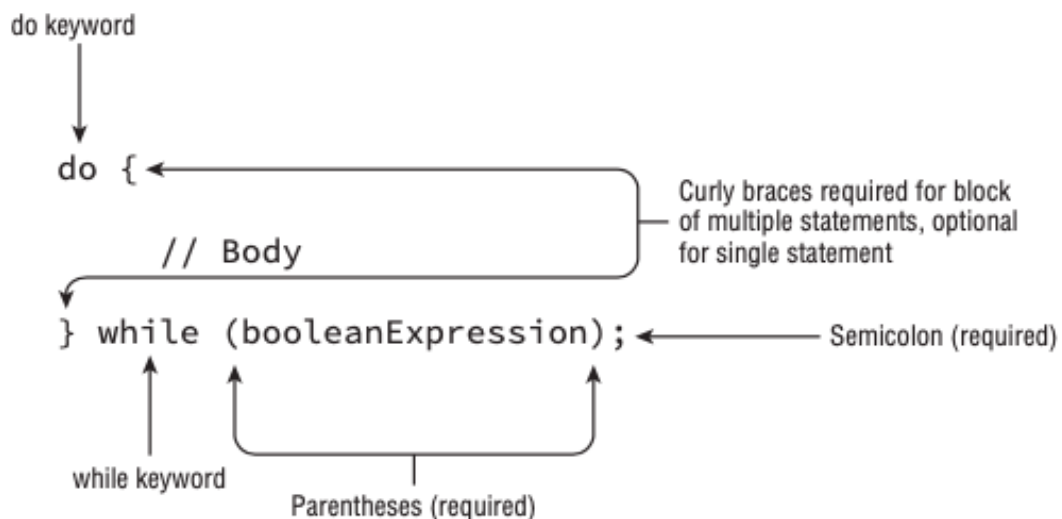 do keyword
do {
Curly braces required for block
of multiple statements, optional
for single statement
// Body
} while (booleanExpression);
Semicolon (required)
while keyword
Parentheses (required)